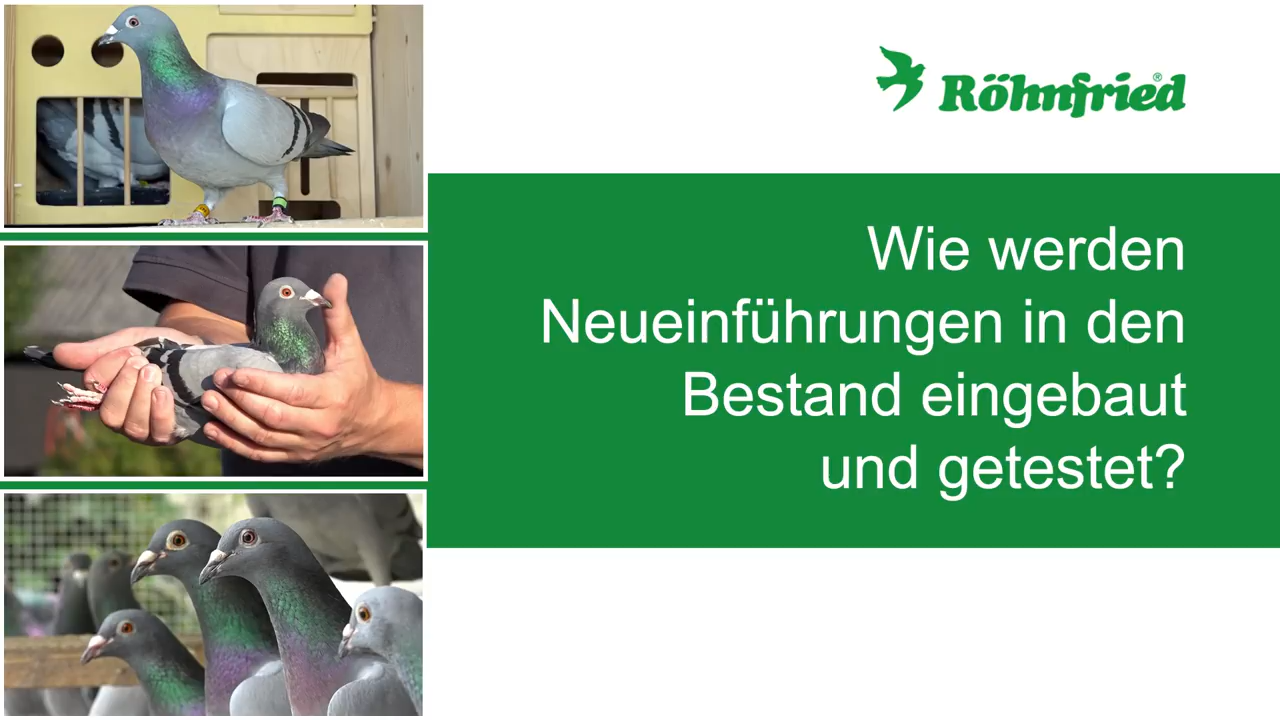 Röhnfried®
Wie werden
Neueinführungen in den
Bestand eingebaut
und getestet?